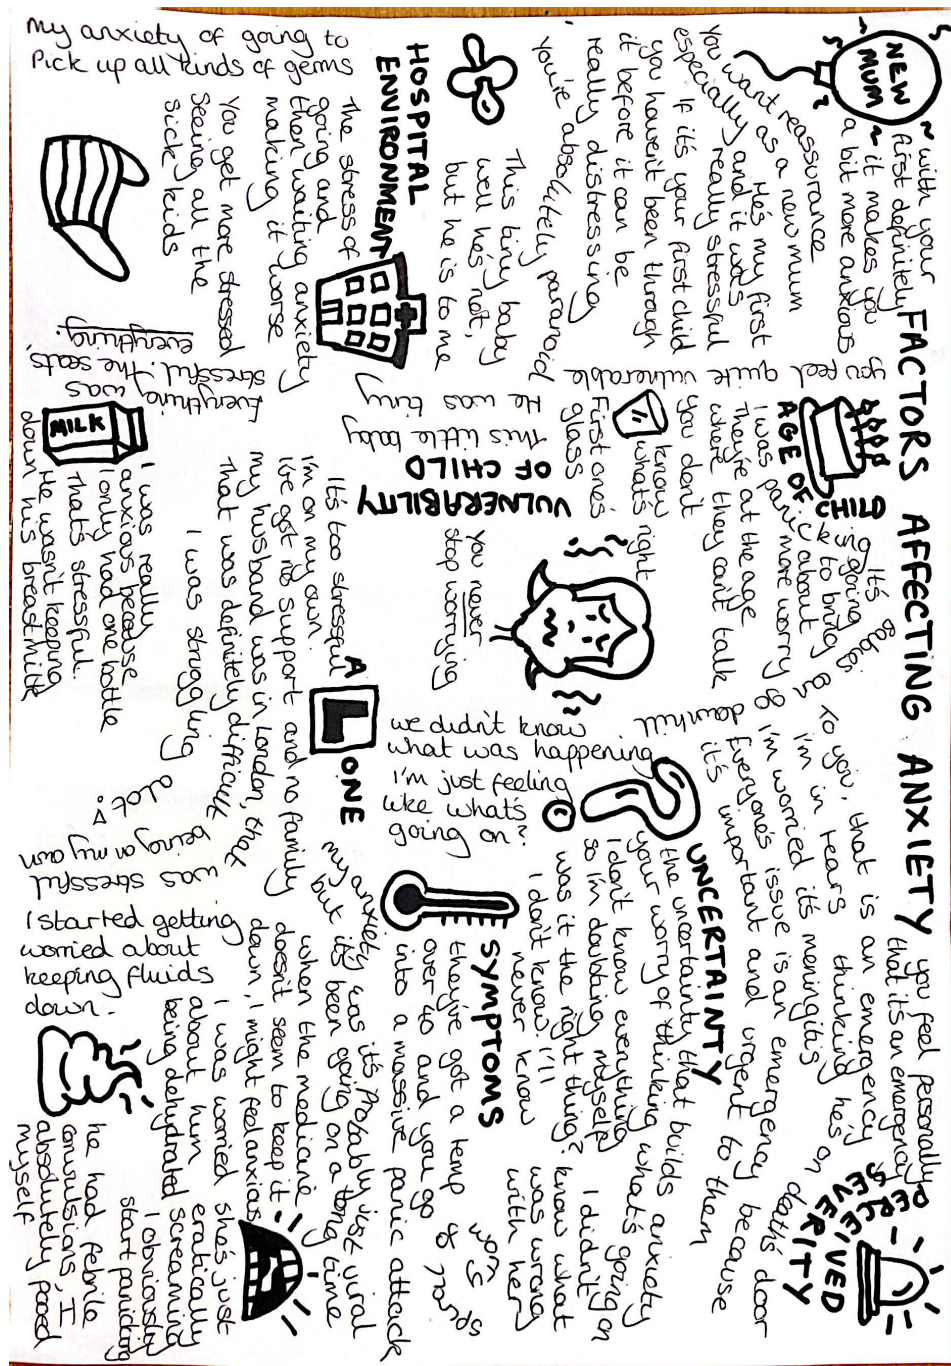 FACTORS AFFECTING ANXIETY
NEW
MUM
~ with your
first definitely
~ it makes you
a bit more anxious
You want reassurance
as a new mum
He's my first
and it was
really stressful
especially if it's your first child
you haven't been through
it before it can be
really distressing
you're absolutely paranoid
This tiny baby
well he's not,
but he is to me
HOSPITAL
ENVIRONMENT
The stress of
going and
then waiting anxiety
making it worse
You get more stressed
seeing all the
sick kids
My anxiety of going to
Pick up all kinds of germs
Everything was
stressful. The seats,
everything.
AGE OF CHILD
I was panic
They're at the age
where they can't talk
you don't
know
what's right
First one's
glass
more worry
about
to bring
Babies can go downhill
VULNERABILITY
OF CHILD
you feel quite vulnerable
He was tiny
This little baby
you never
stop worrying
MILK
I was really
anxious because
I only had one bottle
That's stressful.
He wasn't keeping
down his breastmilk
ALONE
It's too stressful
I'm on my own.
I've got no support and no family
my husband was in London, that
That was definitely difficult
I was struggling alot.
being on my own
was stressful
UNCERTAINTY
we didn't know
what was happening
I'm just feeling
like what's
going on?
the uncertainty that builds anxiety
your worry of thinking what's going on
I don't know everything
so I'm doubting myself
was it the right thing?
I don't know. I'll
never know
I didn't
know what
was wrong
with her
PERCEIVED
SEVERITY
you feel personally
that it's an emergency
To you, that is an emergency
I'm in tears thinking he's on death's door
I'm worried it's meningitis
Everyone's issue is an emergency because
it's important and urgent to them
SYMPTOMS
they've got a temp
over 40 and you go
into a massive panic attack
my anxiety was it's probably just viral
but it's been going on a long time
when the medicine
doesn't seem to keep it
down, I might feel anxious
I was worried
about him
being dehydrated
I started getting
worried about
keeping fluids
down.
she's just
erratically
screaming
I obviously
start panicking
he had febrile
convulsions, I
absolutely pooed
myself